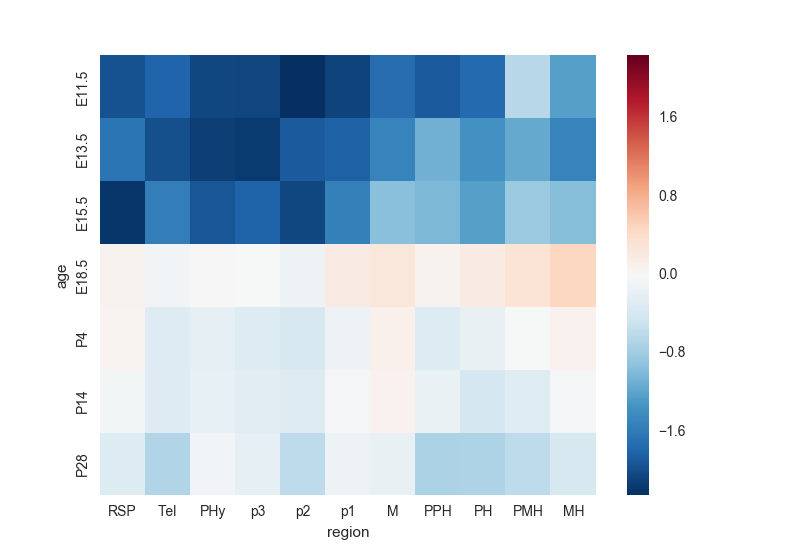 E11.5
E13.5
E15.5
E18.5
P4
P14
P28
age
RSP Tel PHy p3 p2 p1 M PPH PH PMH MH
region
1.6
0.8
0.0
−0.8
−1.6